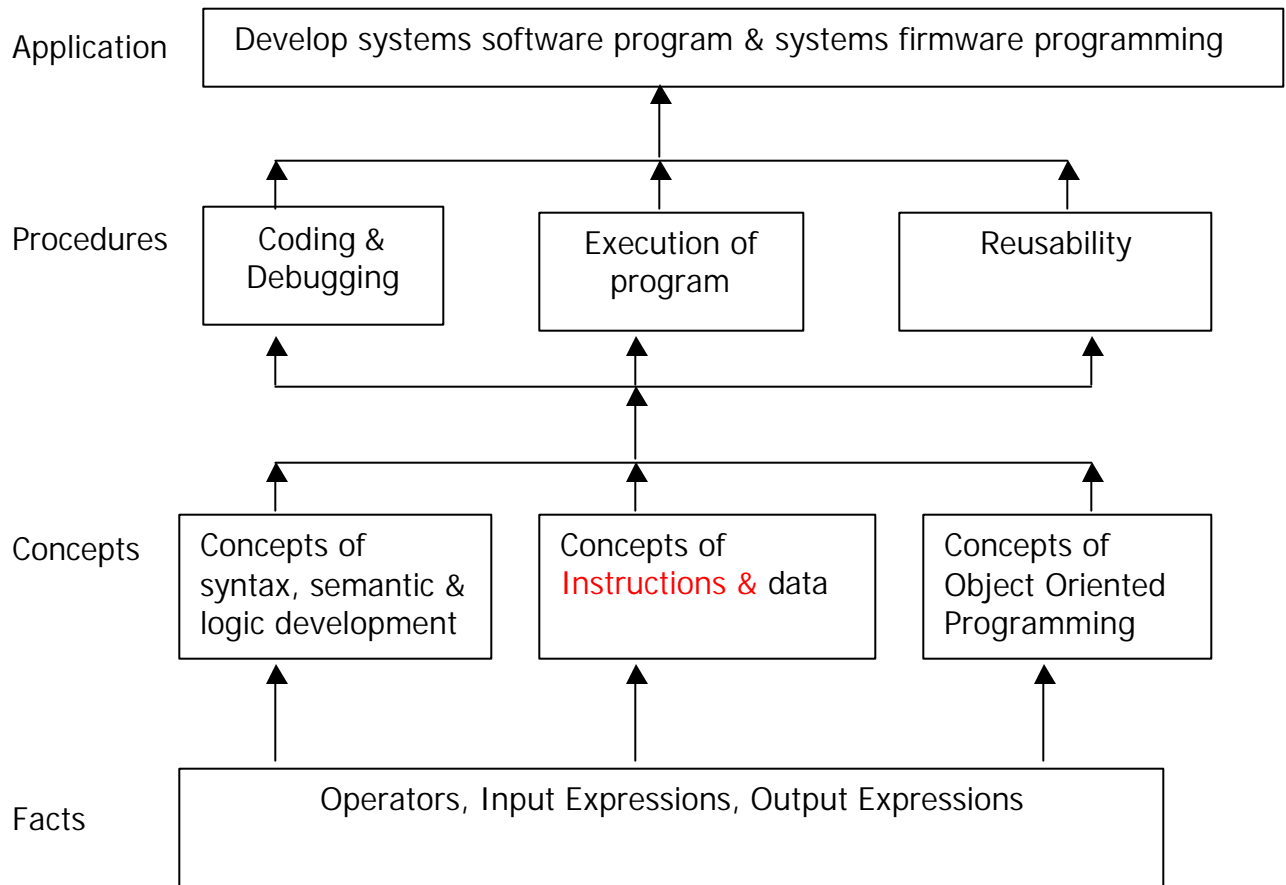 Application
Develop systems software program & systems firmware programming
Procedures
Coding &
Debugging
Execution of
program
Reusability
Concepts
Concepts of
syntax, semantic &
logic development
Concepts of
Instructions & data
Concepts of
Object Oriented
Programming
Facts
Operators, Input Expressions, Output Expressions